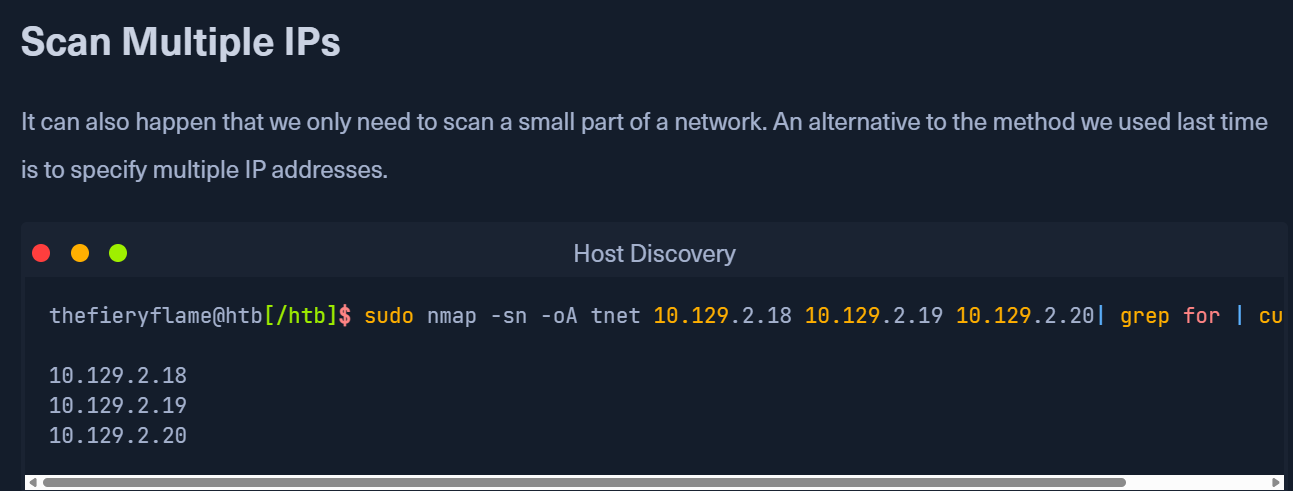 Scan Multiple IPs
It can also happen that we only need to scan a small part of a network. An alternative to the method we used last time
is to specify multiple IP addresses.
Host Discovery
thefieryflame@htb[/htb]$ sudo nmap -sn -oA tnet 10.129.2.18 10.129.2.19 10.129.2.20| grep for | cu
10.129.2.18
10.129.2.19
10.129.2.20